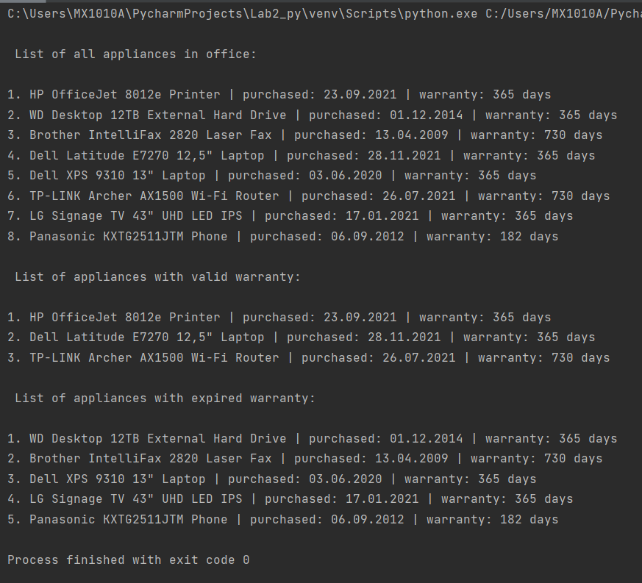 C:\Users\MX1010A\PycharmProjects\Lab2_py\venv\Scripts\python.exe C:/Users/MX1010A/Pych
List of all appliances in office:
1. HP OfficeJet 8012e Printer | purchased: 23.09.2021 | warranty: 365 days
2. WD Desktop 12TB External Hard Drive | purchased: 01.12.2014 | warranty: 365 days
3. Brother IntelliFax 2820 Laser Fax | purchased: 13.04.2009 | warranty: 730 days
4. Dell Latitude E7270 12,5" Laptop | purchased: 28.11.2021 | warranty: 365 days
5. Dell XPS 9310 13" Laptop | purchased: 03.06.2020 | warranty: 365 days
6. TP-LINK Archer AX1500 Wi-Fi Router | purchased: 26.07.2021 | warranty: 730 days
7. LG Signage TV 43" UHD LED IPS | purchased: 17.01.2021 | warranty: 365 days
8. Panasonic KXTG2511JTM Phone | purchased: 06.09.2012 | warranty: 182 days
List of appliances with valid warranty:
1. HP OfficeJet 8012e Printer | purchased: 23.09.2021 | warranty: 365 days
2. Dell Latitude E7270 12,5" Laptop | purchased: 28.11.2021 | warranty: 365 days
3. TP-LINK Archer AX1500 Wi-Fi Router | purchased: 26.07.2021 | warranty: 730 days
List of appliances with expired warranty:
1. WD Desktop 12TB External Hard Drive | purchased: 01.12.2014 | warranty: 365 days
2. Brother IntelliFax 2820 Laser Fax | purchased: 13.04.2009 | warranty: 730 days
3. Dell XPS 9310 13" Laptop | purchased: 03.06.2020 | warranty: 365 days
4. LG Signage TV 43" UHD LED IPS | purchased: 17.01.2021 | warranty: 365 days
5. Panasonic KXTG2511JTM Phone | purchased: 06.09.2012 | warranty: 182 days
Process finished with exit code 0